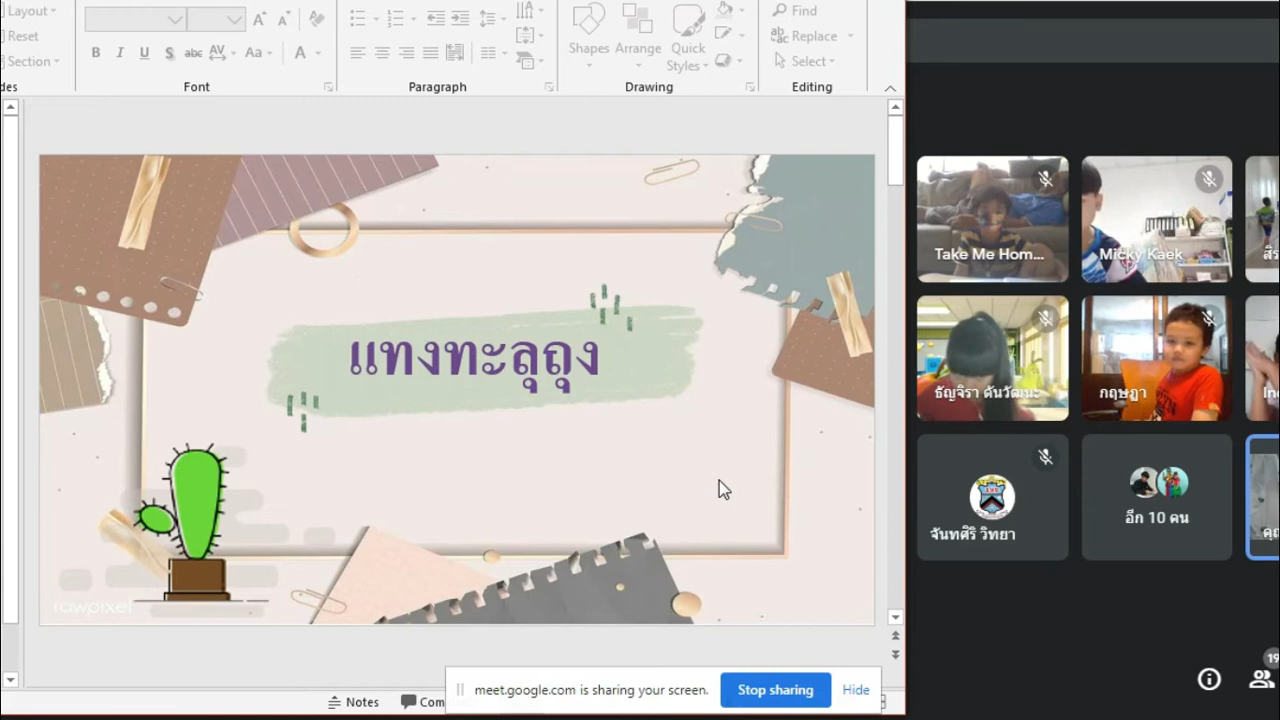 Layout
Reset
Section
Font
Paragraph
Shapes
Arrange
Quick
Styles
Drawing
Find
Replace
Select
Editing
แทงทะลุถุง
rawpixel
Notes
Com
meet.google.com is sharing your screen.
Stop sharing
Hide
Take Me Hom...
Micky Kaek
ธัญจิรา ตันวัฒนะ
กฤษฏา
จันทศิริ วิทยา
อีก 10 คน
19